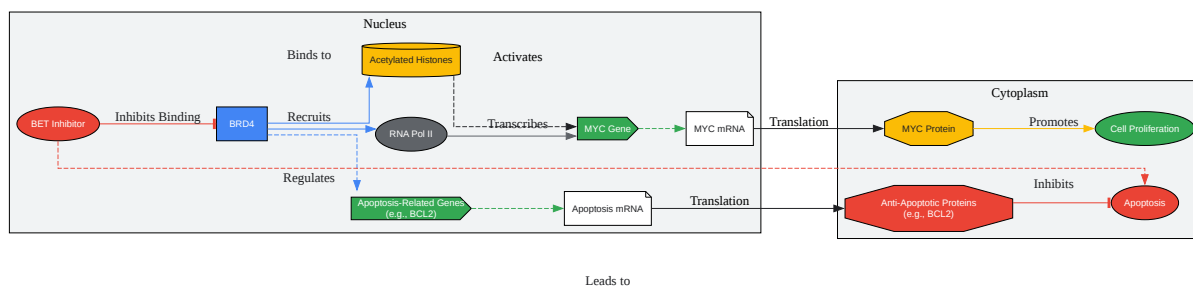 Nucleus
Binds to
Acetylated Histones
Activates
Cytoplasm
BET Inhibitor
Inhibits Binding
BRD4
Recruits
RNA Pol II
Transcribes
MYC Gene
MYC mRNA
Translation
MYC Protein
Promotes
Cell Proliferation
Regulates
Apoptosis-Related Genes
(e.g., BCL2)
Apoptosis mRNA
Translation
Anti-Apoptotic Proteins
(e.g., BCL2)
Inhibits
Apoptosis
Leads to